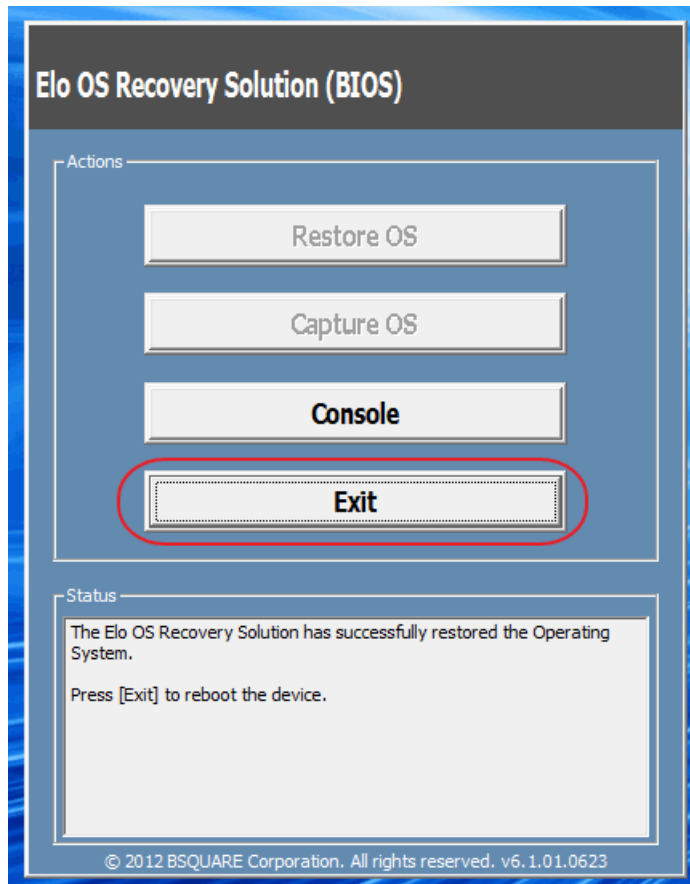 Elo OS Recovery Solution (BIOS)
Actions
Restore OS
Capture OS
Console
Exit
Status
The Elo OS Recovery Solution has successfully restored the Operating
System.
Press [Exit] to reboot the device.
© 2012 BSQUARE Corporation. All rights reserved. v6.1.01.0623